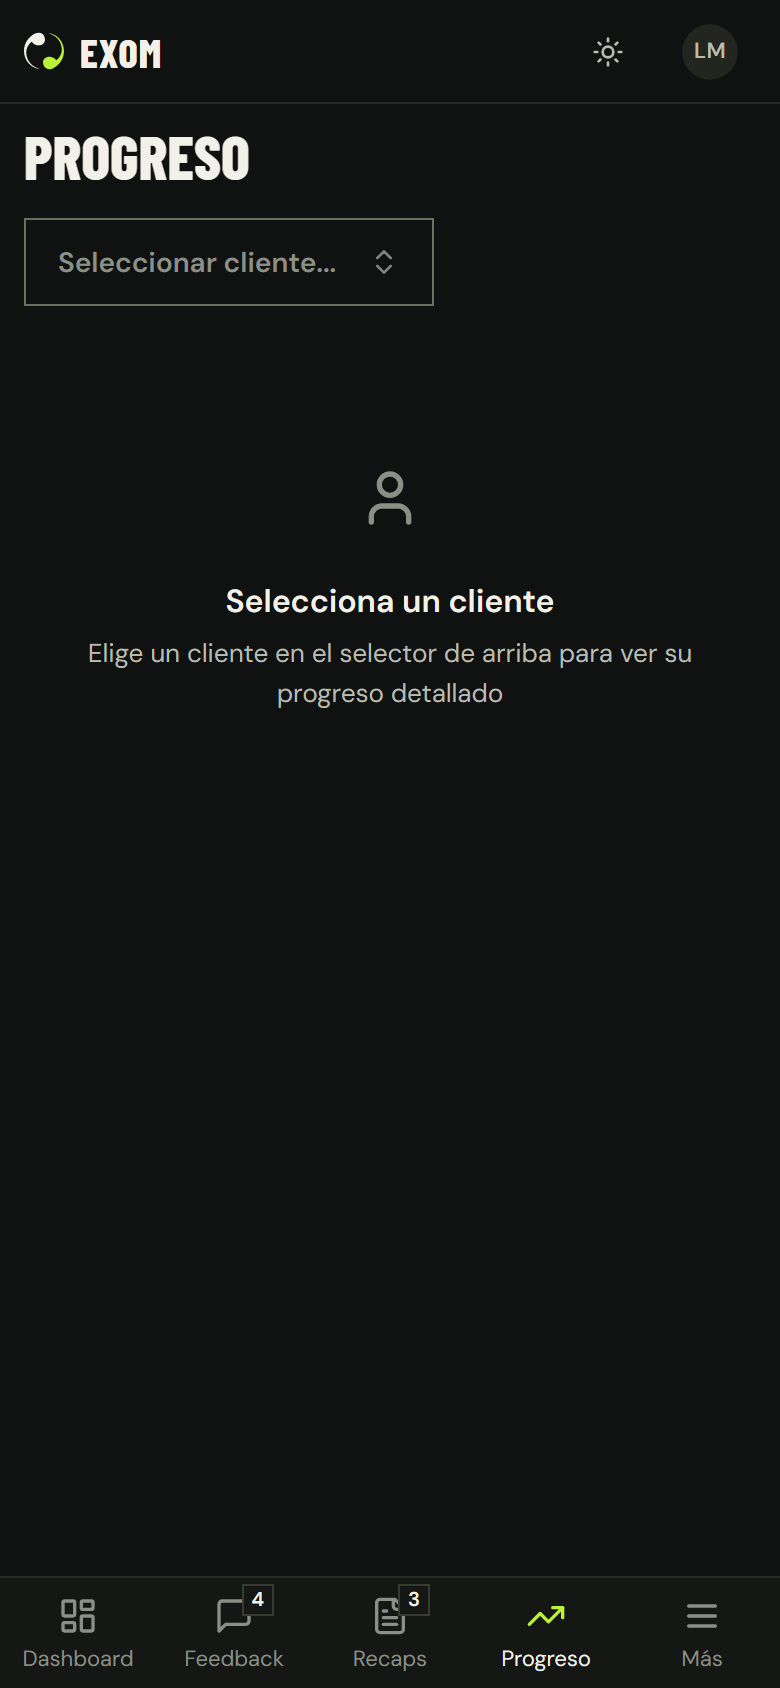 EXOM
LM
PROGRESO
Seleccionar cliente...
Selecciona un cliente
Elige un cliente en el selector de arriba para ver su
progreso detallado
4
3
Dashboard
Feedback
Recaps
Progreso
Más